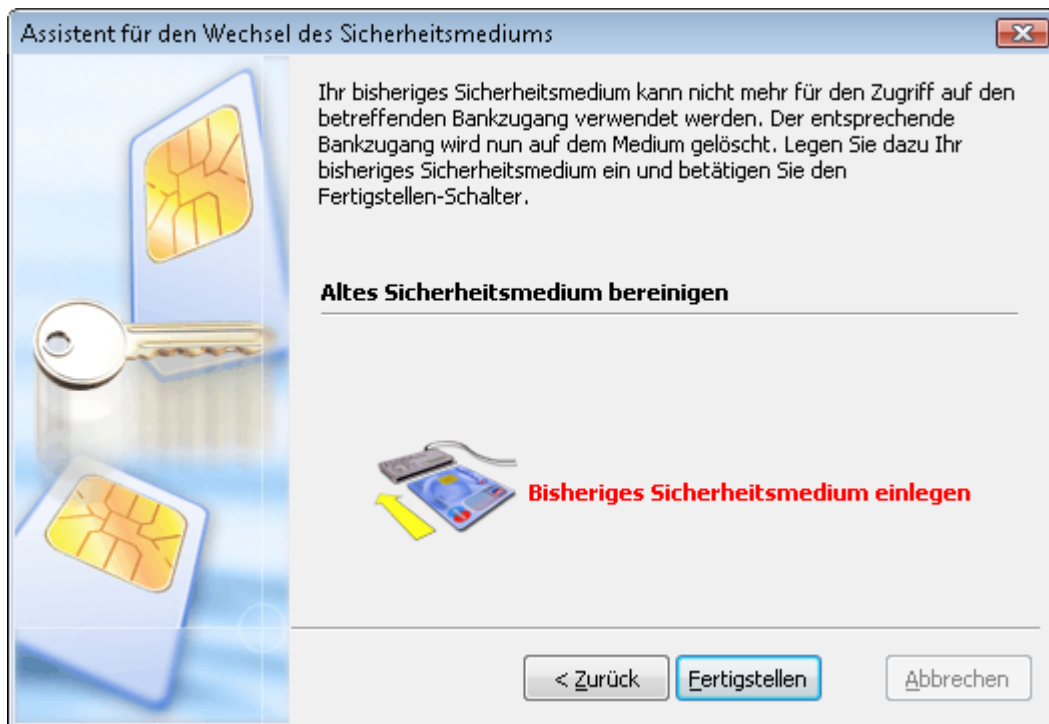 Assistent für den Wechsel des Sicherheitsmediums
Ihr bisheriges Sicherheitsmedium kann nicht mehr für den Zugriff auf den
betreffenden Bankzugang verwendet werden. Der entsprechende
Bankzugang wird nun auf dem Medium gelöscht. Legen Sie dazu Ihr
bisheriges Sicherheitsmedium ein und betätigen Sie den
Fertigstellen-Schalter.
Altes Sicherheitsmedium bereinigen
Bisheriges Sicherheitsmedium einlegen
< Zurück
Fertigstellen
Abbrechen